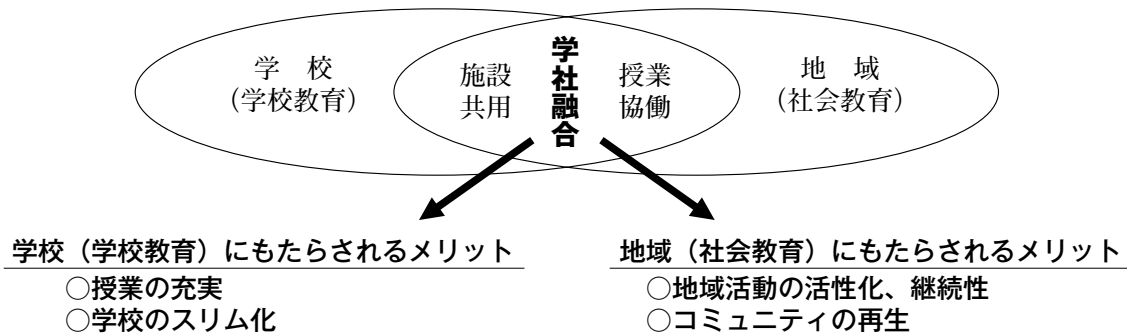 学　校
（学校教育）
施設
共用
学社融合
授業
協働
地　域
（社会教育）
学校（学校教育）にもたらされるメリット
○授業の充実
○学校のスリム化
地域（社会教育）にもたらされるメリット
○地域活動の活性化、継続性
○コミュニティの再生